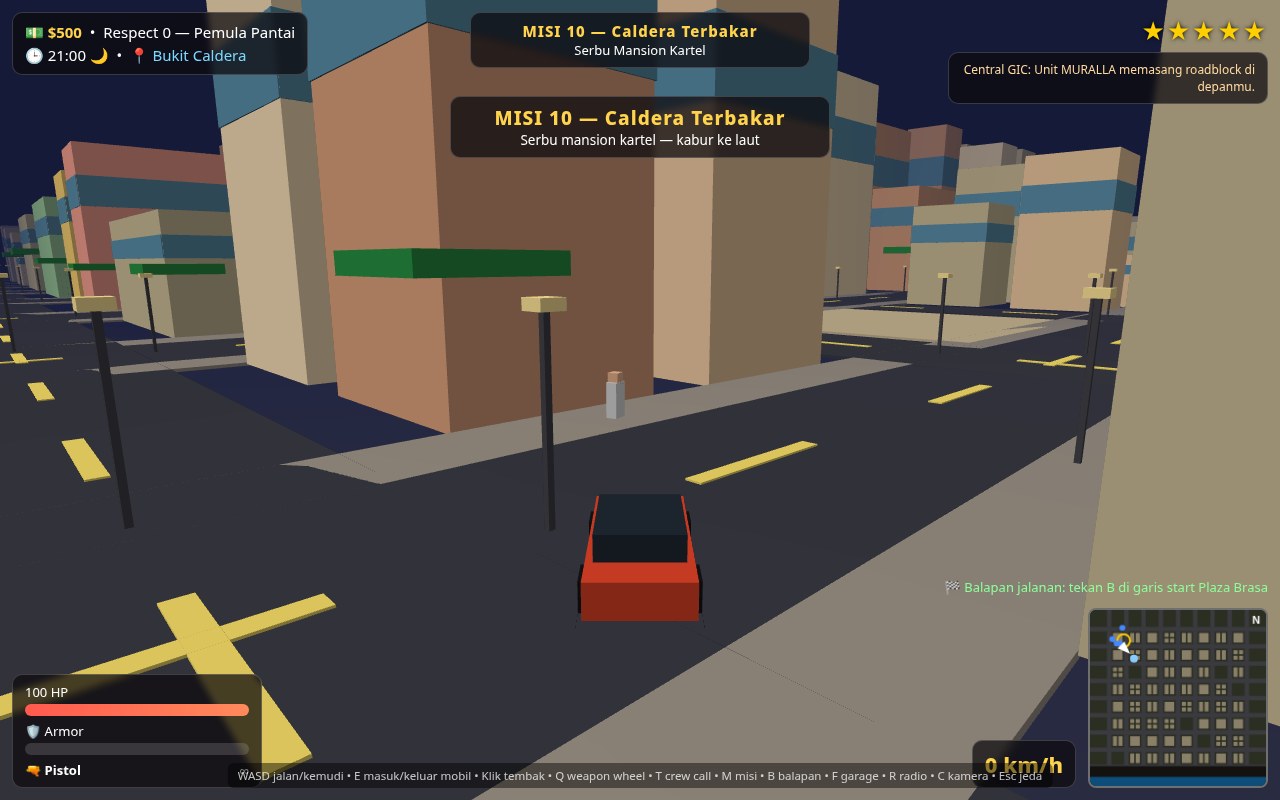 💵 $500 • Respect 0 — Pemula Pantai
🕒 21:00 🌙 • 📍 Bukit Caldera
MISI 10 — Caldera Terbakar
Serbu Mansion Kartel
★★★★★
Central GIC: Unit MURALLA memasang roadblock di
depanmu.
MISI 10 — Caldera Terbakar
Serbu mansion kartel — kabur ke laut
🏁 Balapan jalanan: tekan B di garis start Plaza Brasa
N
100 HP
🛡️ Armor
🔫 Pistol
∞
0 km/h
WASD jalan/kemudi • E masuk/keluar mobil • Klik tembak • Q weapon wheel • T crew call • M misi • B balapan • F garage • R radio • C kamera • Esc jeda